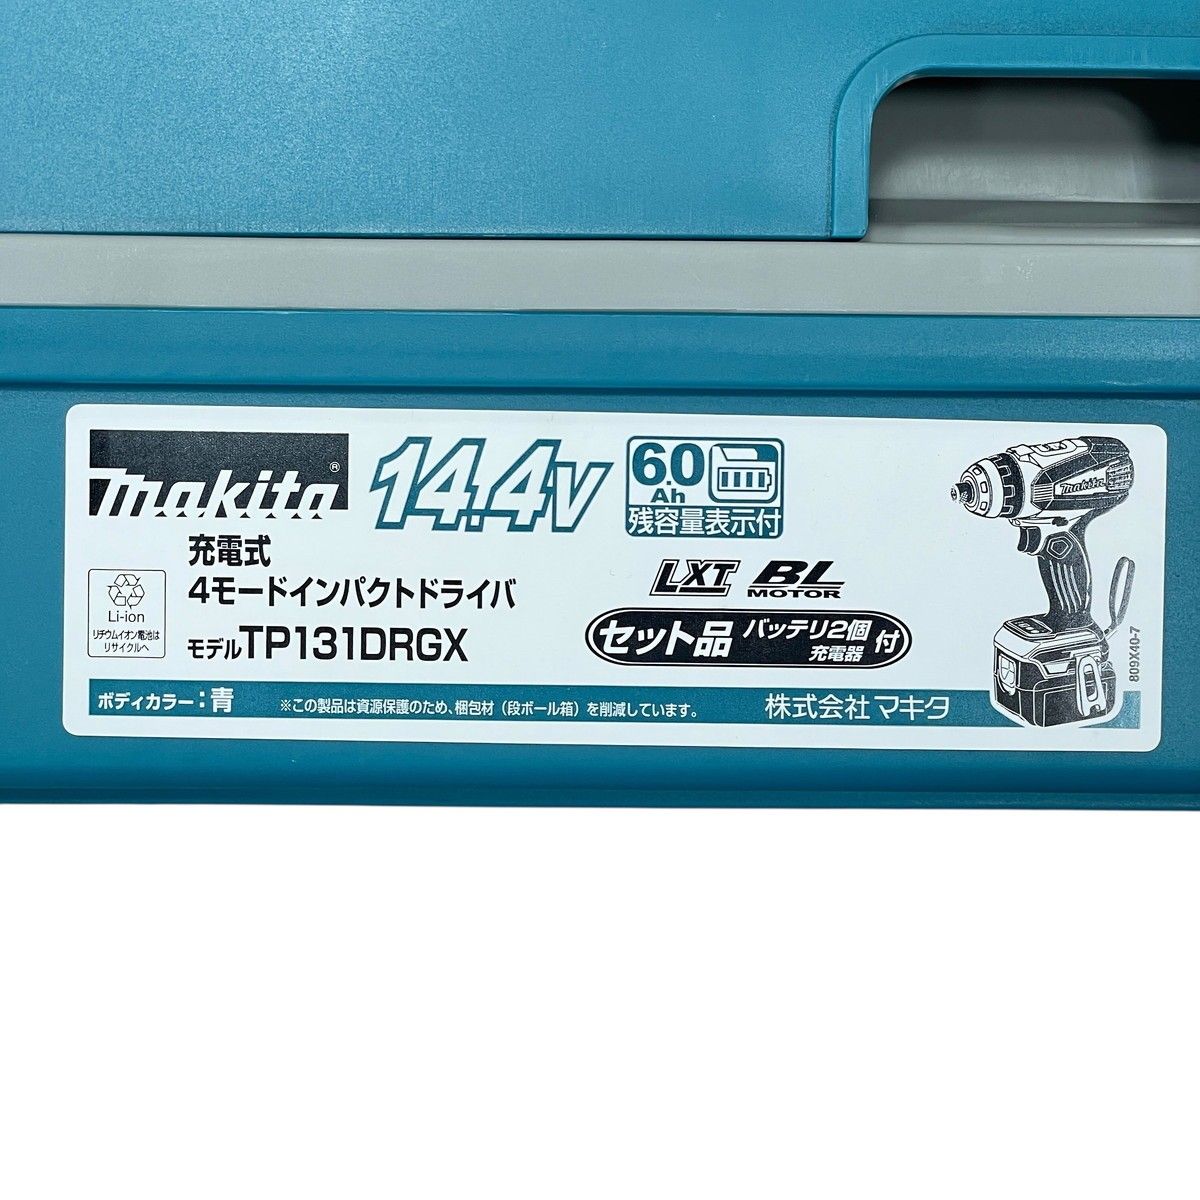 makita®
14.4V
6.0
Ah
残容量表示付
充電式
4モードインパクトドライバ
モデルTP131DRGX
Li-ion
リチウムイオン電池は
リサイクルへ
LXT BL
MOTOR
セット品 バッテリ2個
充電器 付
makita
809X40-7
ボディカラー：青 ※この製品は資源保護のため、梱包材（段ボール箱）を削減しています。 株式会社 マキタ